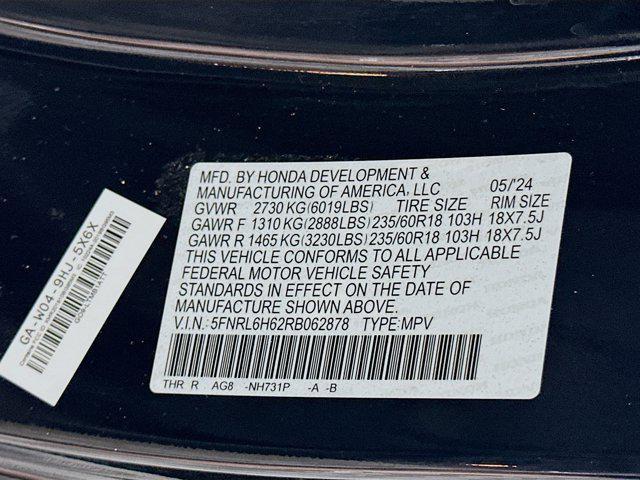 MFD. BY HONDA DEVELOPMENT &
MANUFACTURING OF AMERICA, LLC 05/'24
GVWR 2730 KG(6019LBS) TIRE SIZE RIM SIZE
GAWR F 1310 KG(2888LBS) 235/60R18 103H 18X7.5J
GAWR R 1465 KG(3230LBS) 235/60R18 103H 18X7.5J
THIS VEHICLE CONFORMS TO ALL APPLICABLE
FEDERAL MOTOR VEHICLE SAFETY
STANDARDS IN EFFECT ON THE DATE OF
MANUFACTURE SHOWN ABOVE.
V.I.N.: 5FNRL6H62RB062878 TYPE:MPV
THR R AG8 -NH731P -A -B
GA-W04-9HJ-5X6X